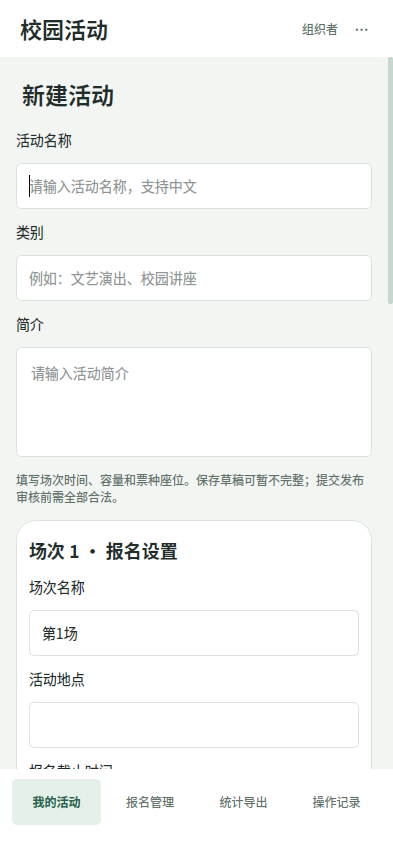 校园活动
组织者 ···
新建活动
活动名称
请输入活动名称，支持中文
类别
例如：文艺演出、校园讲座
简介
请输入活动简介
填写场次时间、容量和票种座位。保存草稿可暂不完整；提交发布
审核前需全部合法。
场次 1 · 报名设置
场次名称
第1场
活动地点
报名截止时间
我的活动 报名管理 统计导出 操作记录